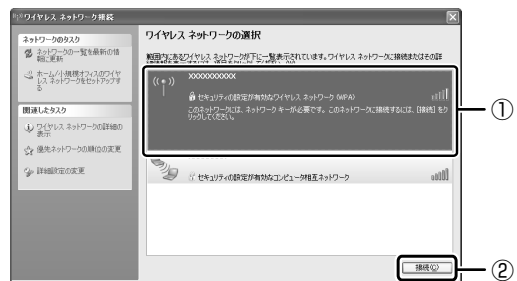 ワイヤレス ネットワーク接続
ネットワークのタスク
ネットワークの一覧を最新の情
報に更新
ホーム/小規模オフィスのワイヤ
レス ネットワークをセットアップす
る
関連したタスク
ワイヤレス ネットワークの詳細の
表示
優先ネットワークの順位の変更
詳細設定の変更
ワイヤレス ネットワークの選択
範囲内にあるワイヤレス ネットワークが下に一覧表示されています。ワイヤレス ネットワークに接続またはその詳
XXXXXXXXXX
セキュリティの設定が有効なワイヤレス ネットワーク (WPA)
このネットワークには、ネットワーク キーが必要です。このネットワークに接続するには、[接続] をク
リックしてください。
セキュリティの設定が有効なコンピュータ相互ネットワーク
接続(C)
①
②